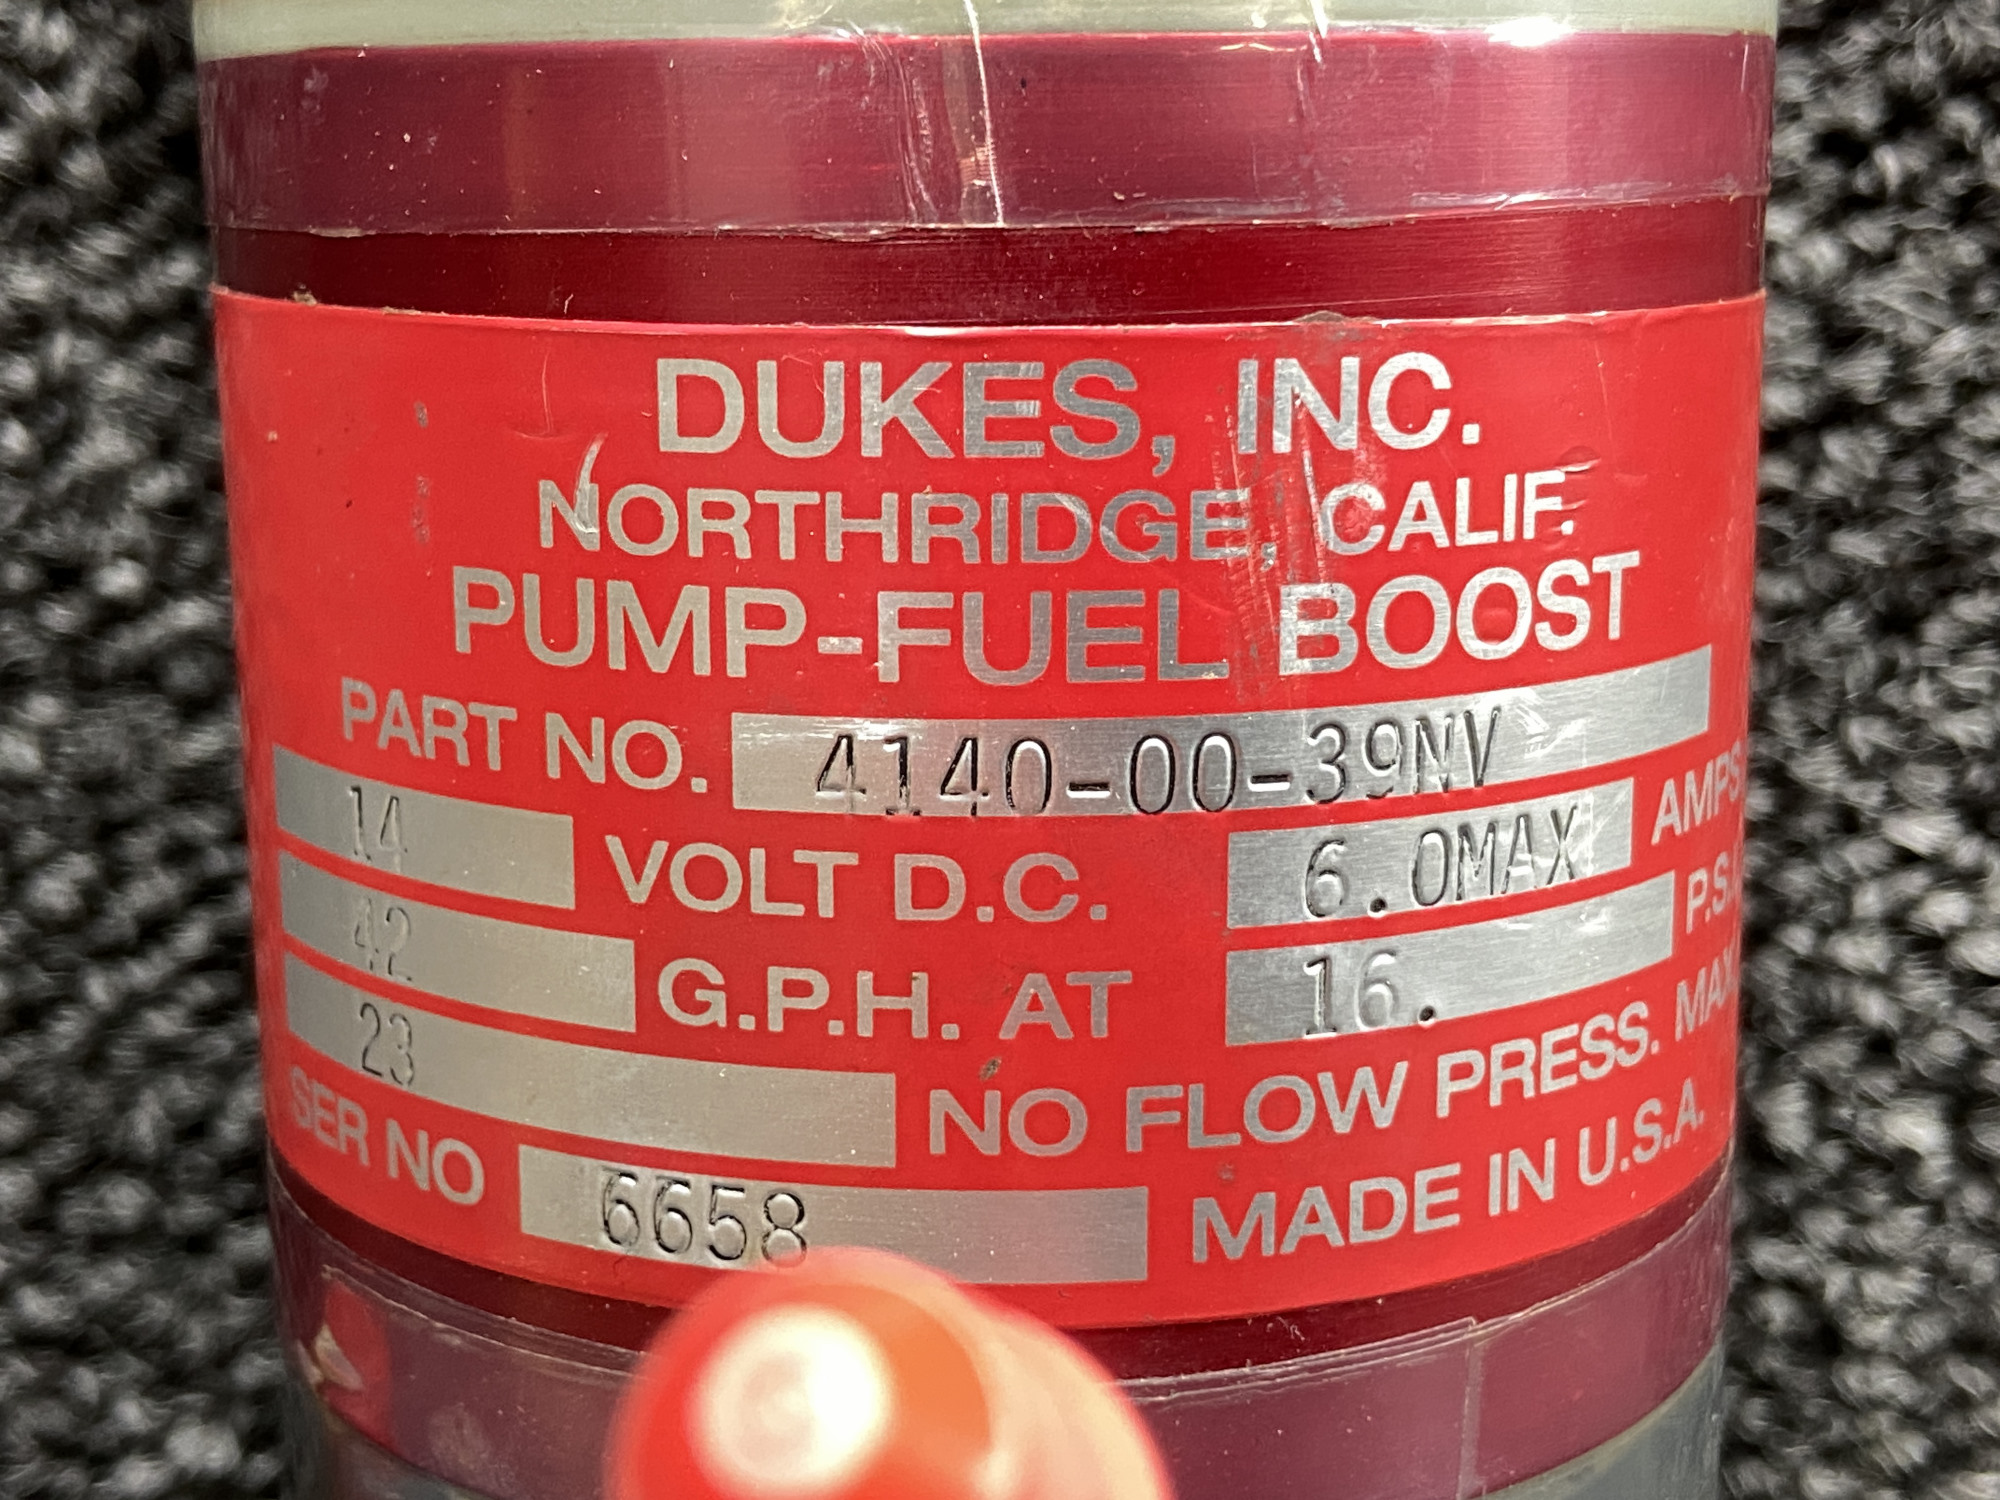 DUKES, INC.
NORTHRIDGE, CALIF.
PUMP-FUEL BOOST
PART NO. 4140-00-39NV
14 VOLT D.C. 6.0MAX AMPS
42 G.P.H. AT 16. P.S.I
23 NO FLOW PRESS. MAX
SER NO 6658 MADE IN U.S.A.